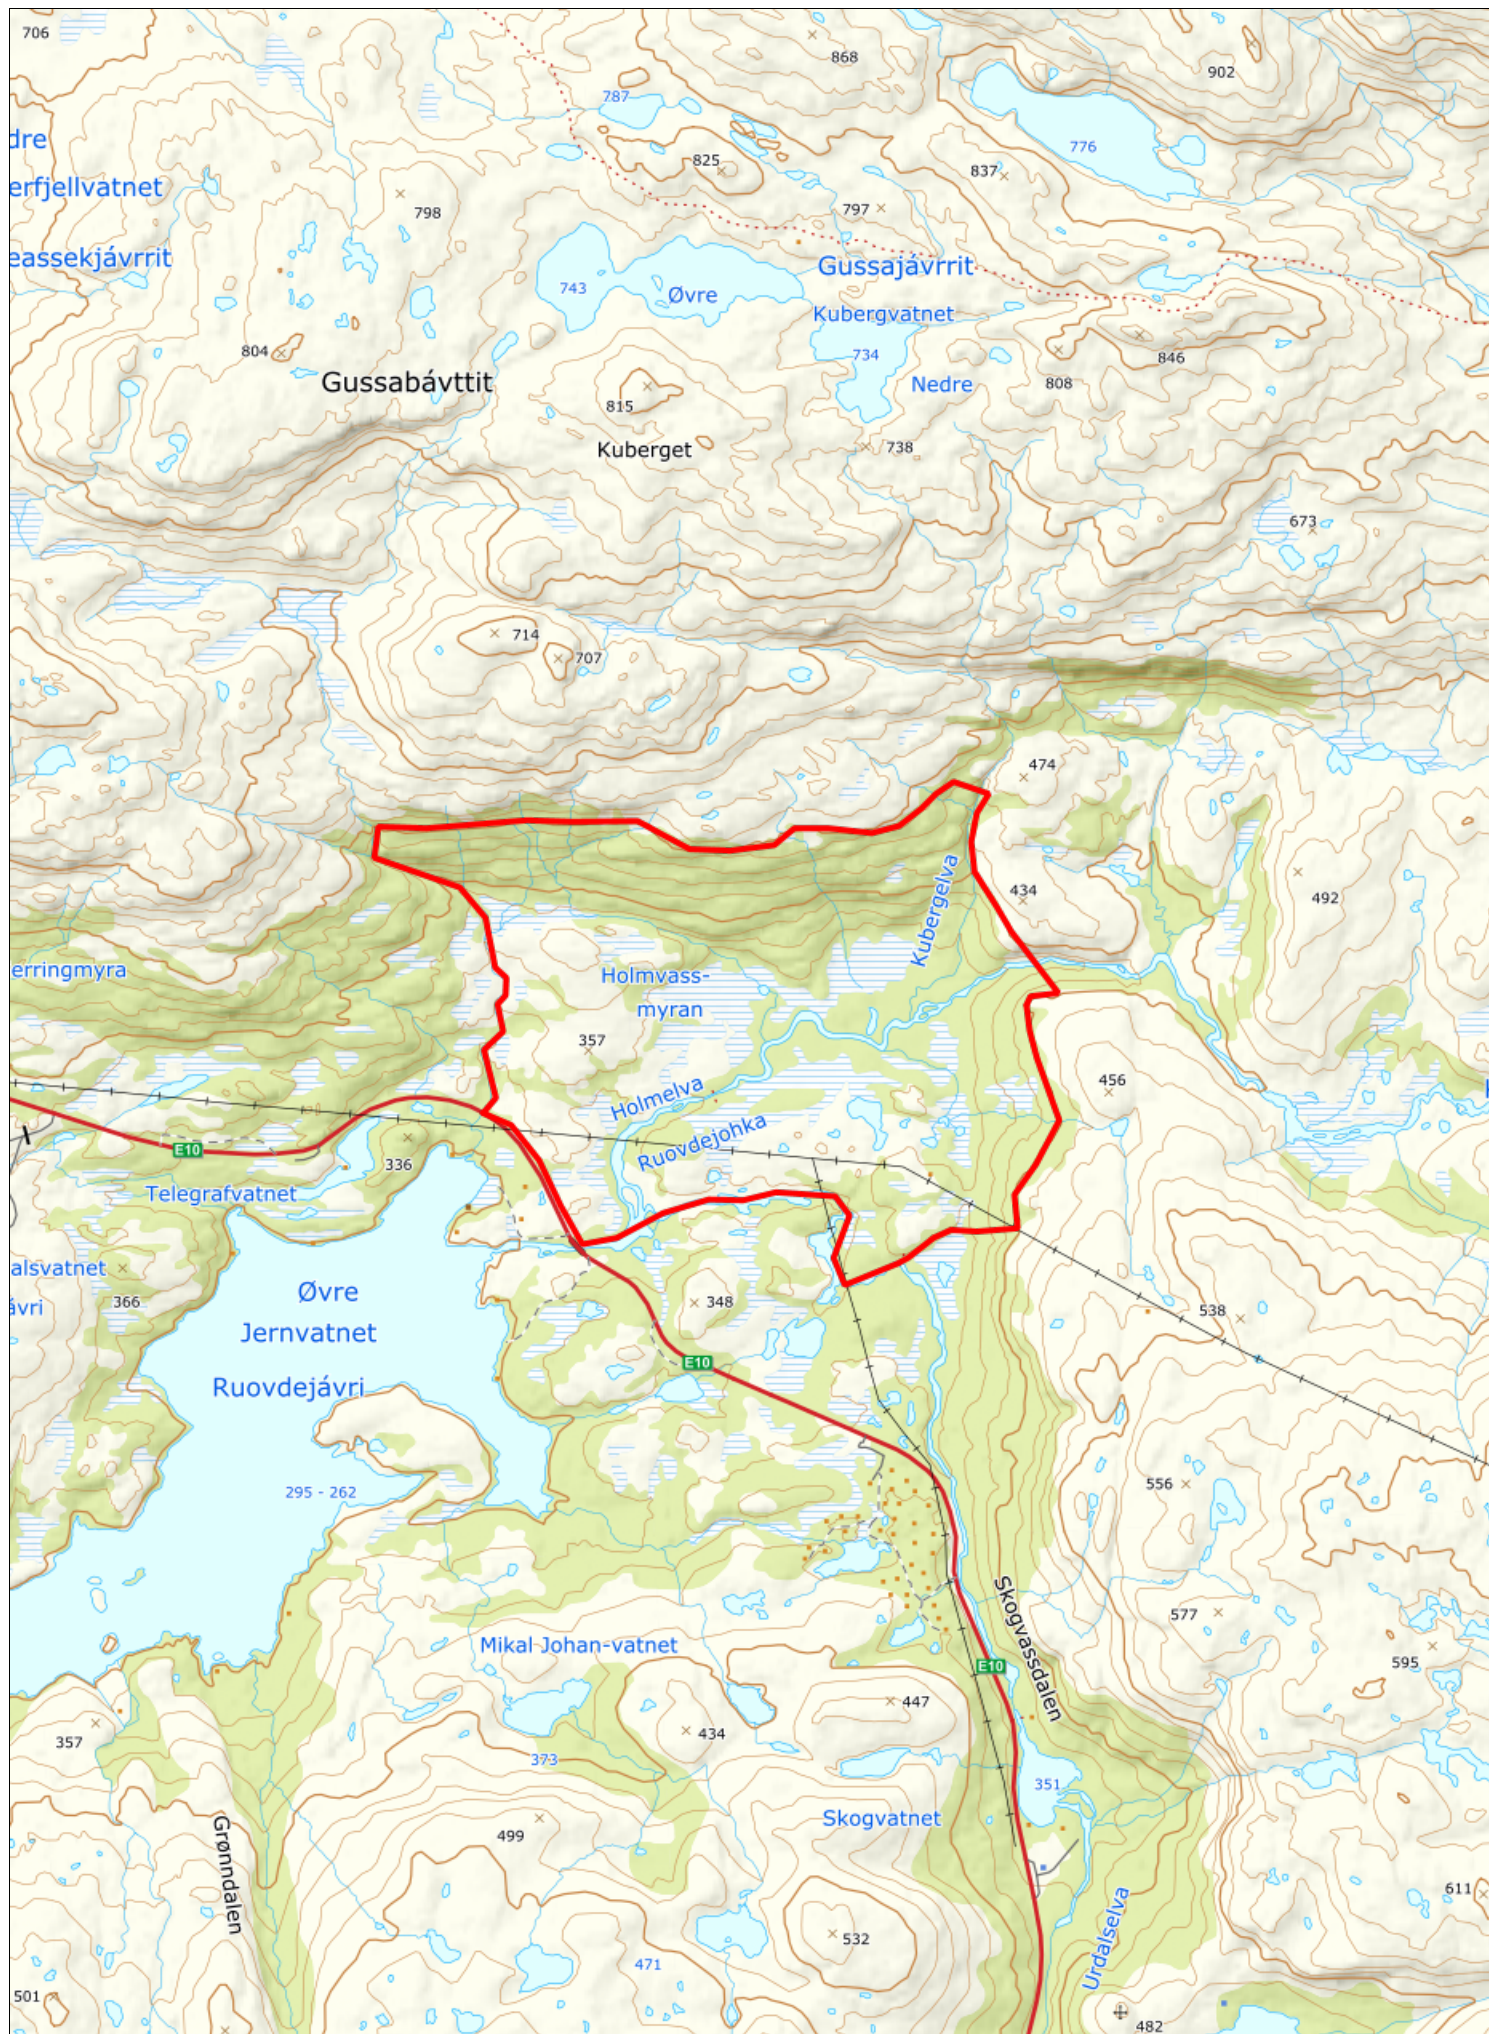 706
868
902
787
dre
776
825
837
erfjellvatnet
798
797
eassekjávrrit
Gussajávrrit
743
Øvre
Kubergvatnet
734
804
846
Gussabávttit
Nedre
808
815
738
Kuberget
673
714
707
474
434
492
Kubergelva
erringmyra
Holmvass-
myran
357
456
Holmelva
Ruovdejohka
E10
336
Telegrafvatnet
alsvatnet
ávri
366
Øvre
Jernvatnet
Ruovdejávri
348
538
E10
295 - 262
556
577
Skogvassdalen
Mikal Johan-vatnet
595
E10
447
434
357
373
351
Skogvatnet
499
Grønndalen
611
532
471
Urdalselva
501
482